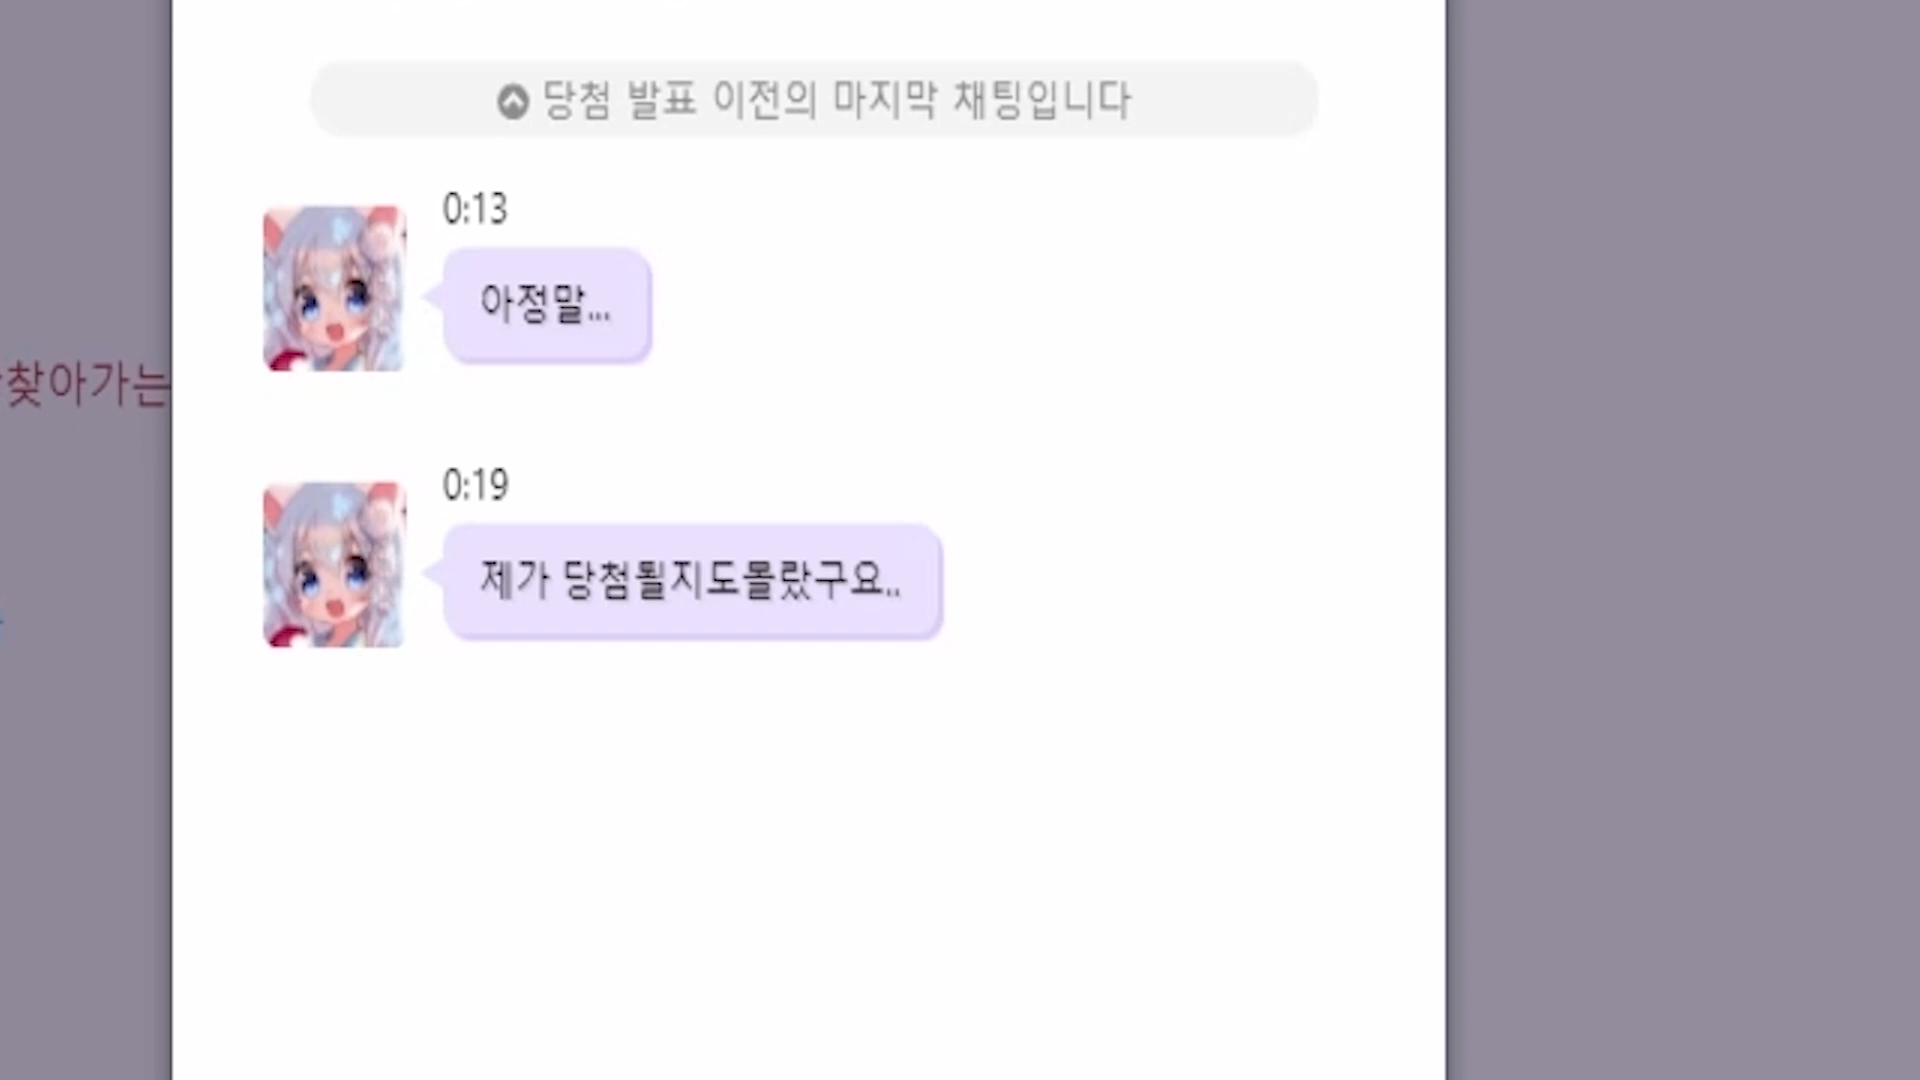 당첨 발표 이전의 마지막 채팅입니다
0:13
아정말...
찾아가는
0:19
제가 당첨될지도몰랐구요..